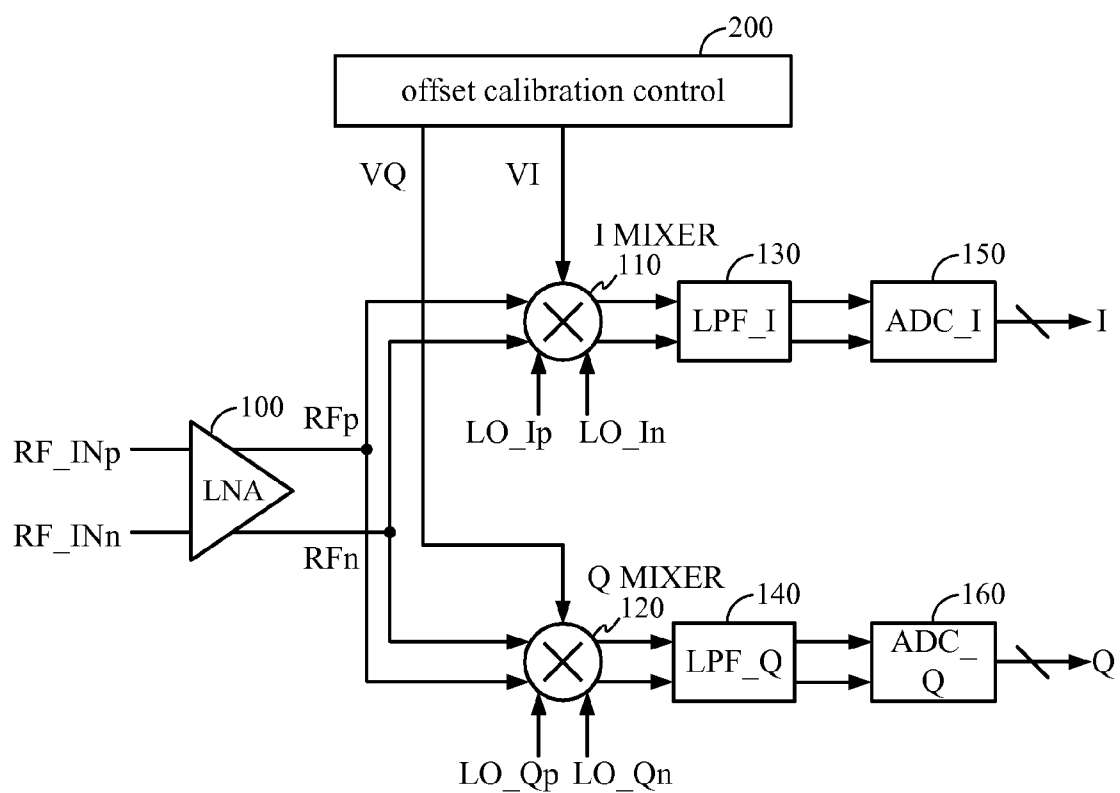 200
offset calibration control
VQ
VI
I MIXER
110
130
150
LPF_I
ADC_I
I
LO_Ip
LO_In
100
RFp
RF_INp
LNA
RF_INn
RFn
Q MIXER
120
140
160
LPF_Q
ADC_
Q
Q
LO_Qp
LO_Qn